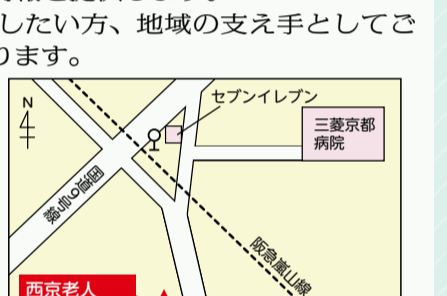 したい方、地域の支え手としてご
ります。
セブンイレブン
N
三菱京都
病院
国道9号線
阪急嵐山線
西京老人